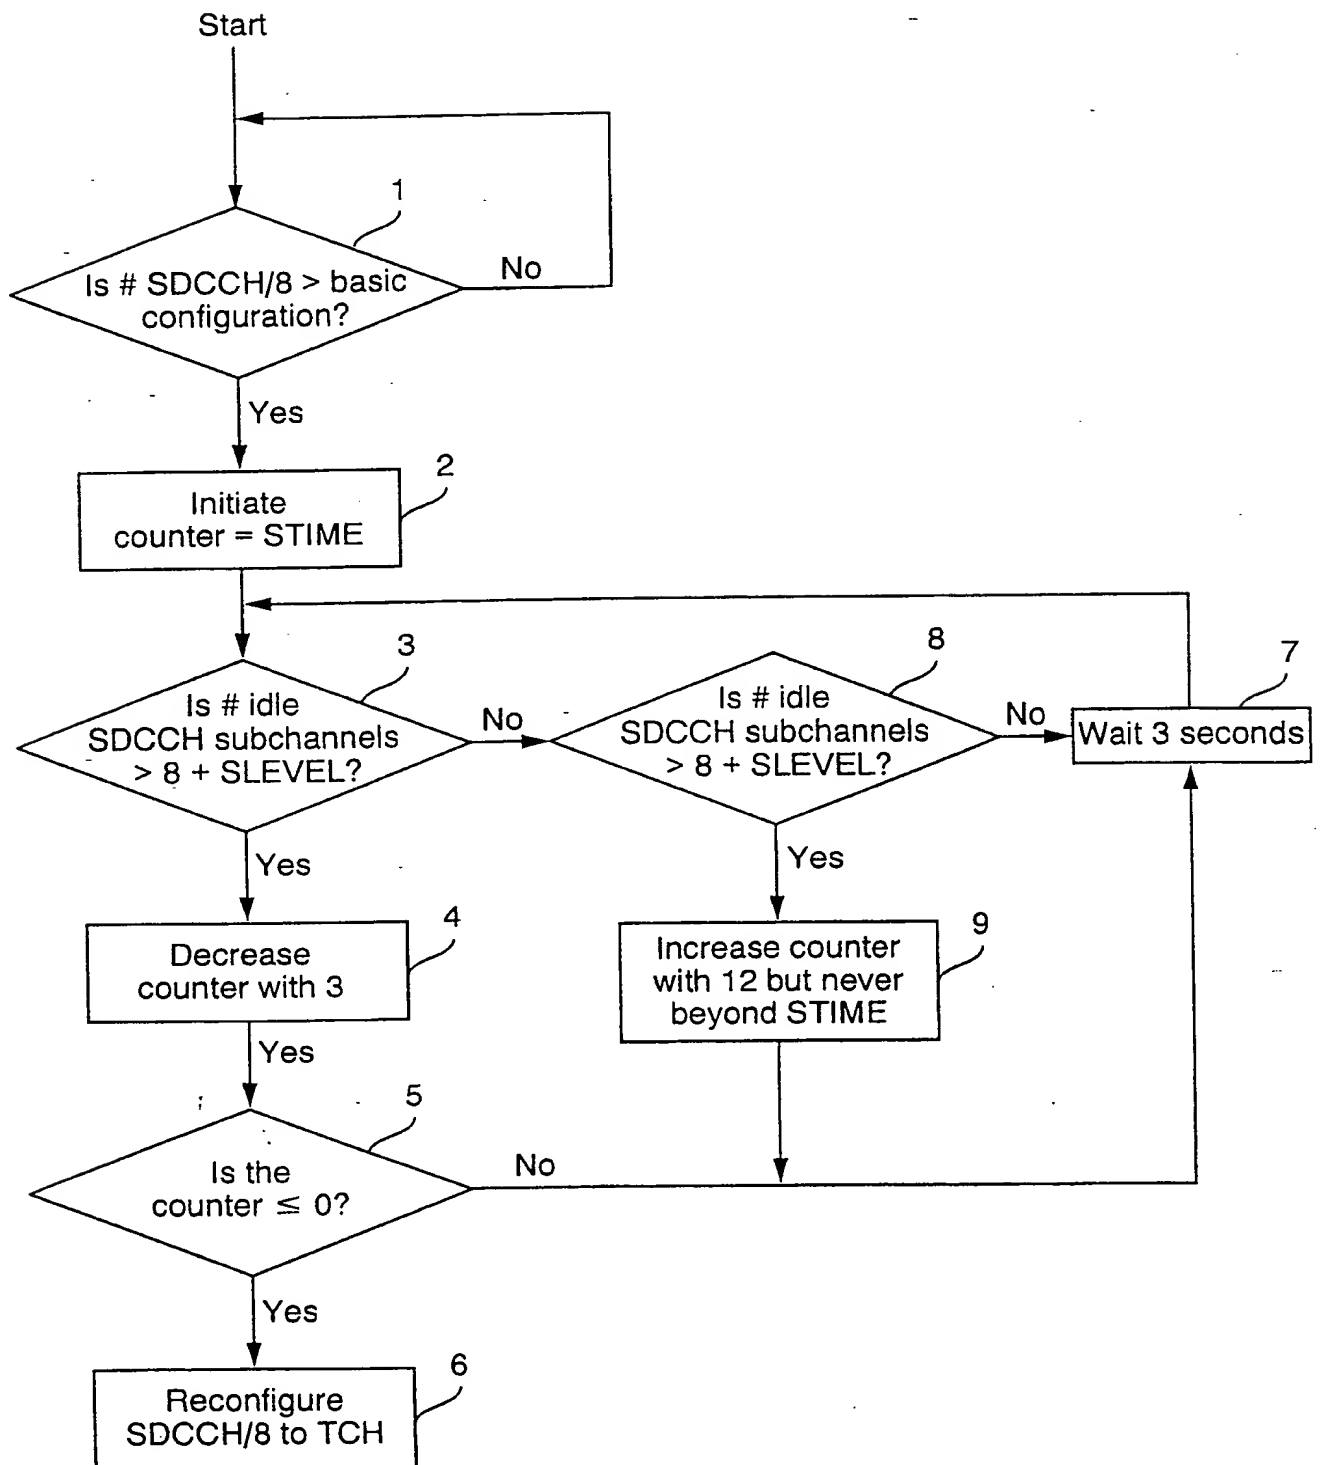 Start
1
Is # SDCCH/8 > basic
configuration?
No
Yes
2
Initiate
counter = STIME
3
Is # idle
SDCCH subchannels
> 8 + SLEVEL?
No
8
Is # idle
SDCCH subchannels
> 8 + SLEVEL?
No
7
Wait 3 seconds
Yes
Yes
4
Decrease
counter with 3
9
Increase counter
with 12 but never
beyond STIME
Yes
5
Is the
counter ≤ 0?
No
Yes
6
Reconfigure
SDCCH/8 to TCH